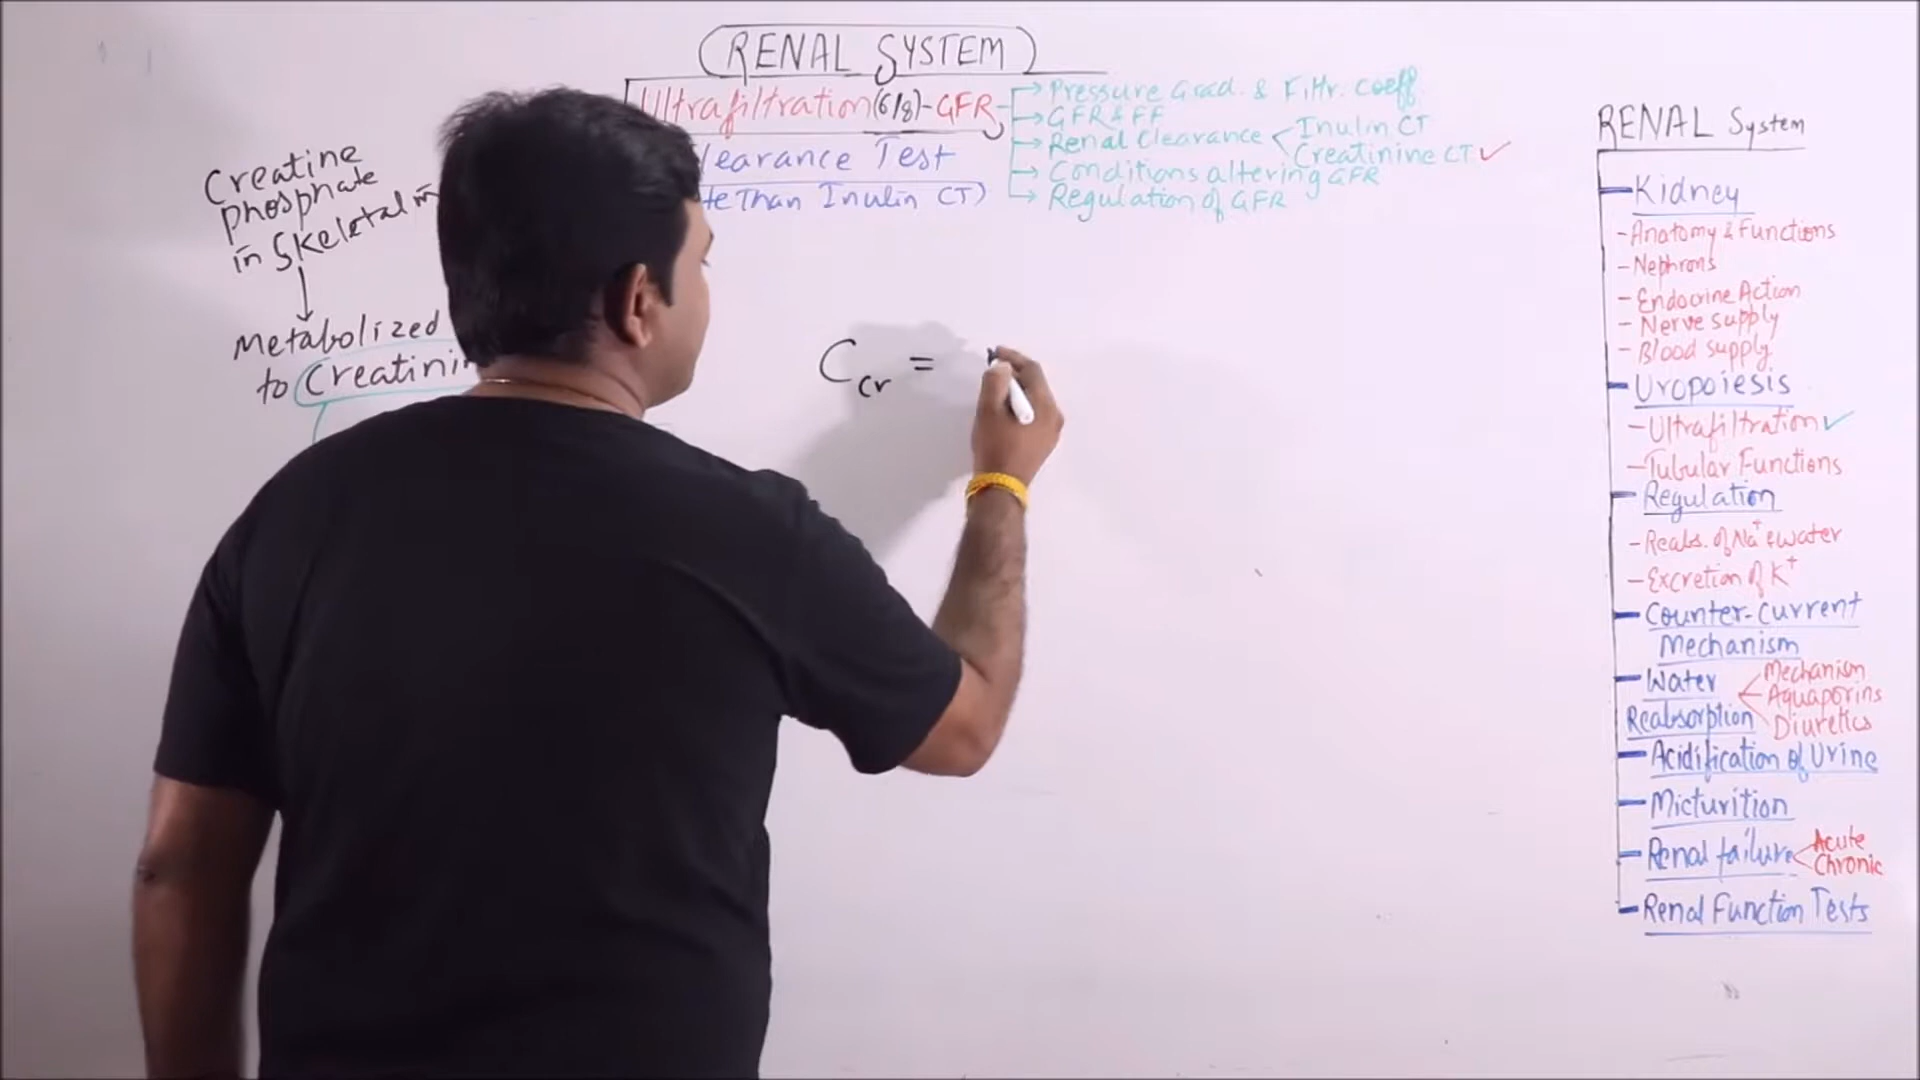 RENAL SYSTEM
Ultrafiltration (6/8) - GFR
Pressure Grad. & Filtr. Coeff
GFR & FF
Renal Clearance
Inulin CT
Creatinine CT ✓
Conditions altering GFR
Regulation of GFR
learance Test
te Than Inulin CT)
Creatine
phosphate
in Skeletal m
Metabolized
to Creatinin
C cr =
RENAL System
Kidney
- Anatomy & Functions
- Nephrons
- Endocrine Action
- Nerve supply
- Blood supply
Uropoiesis
- Ultrafiltration ✓
- Tubular Functions
Regulation
- Reabs. of Na+ & water
- Excretion of K+
Counter-current
Mechanism
Water
Reabsorption
Mechanism
Aquaporins
Diuretics
Acidification of Urine
Micturition
Renal failure
Acute
Chronic
Renal Function Tests